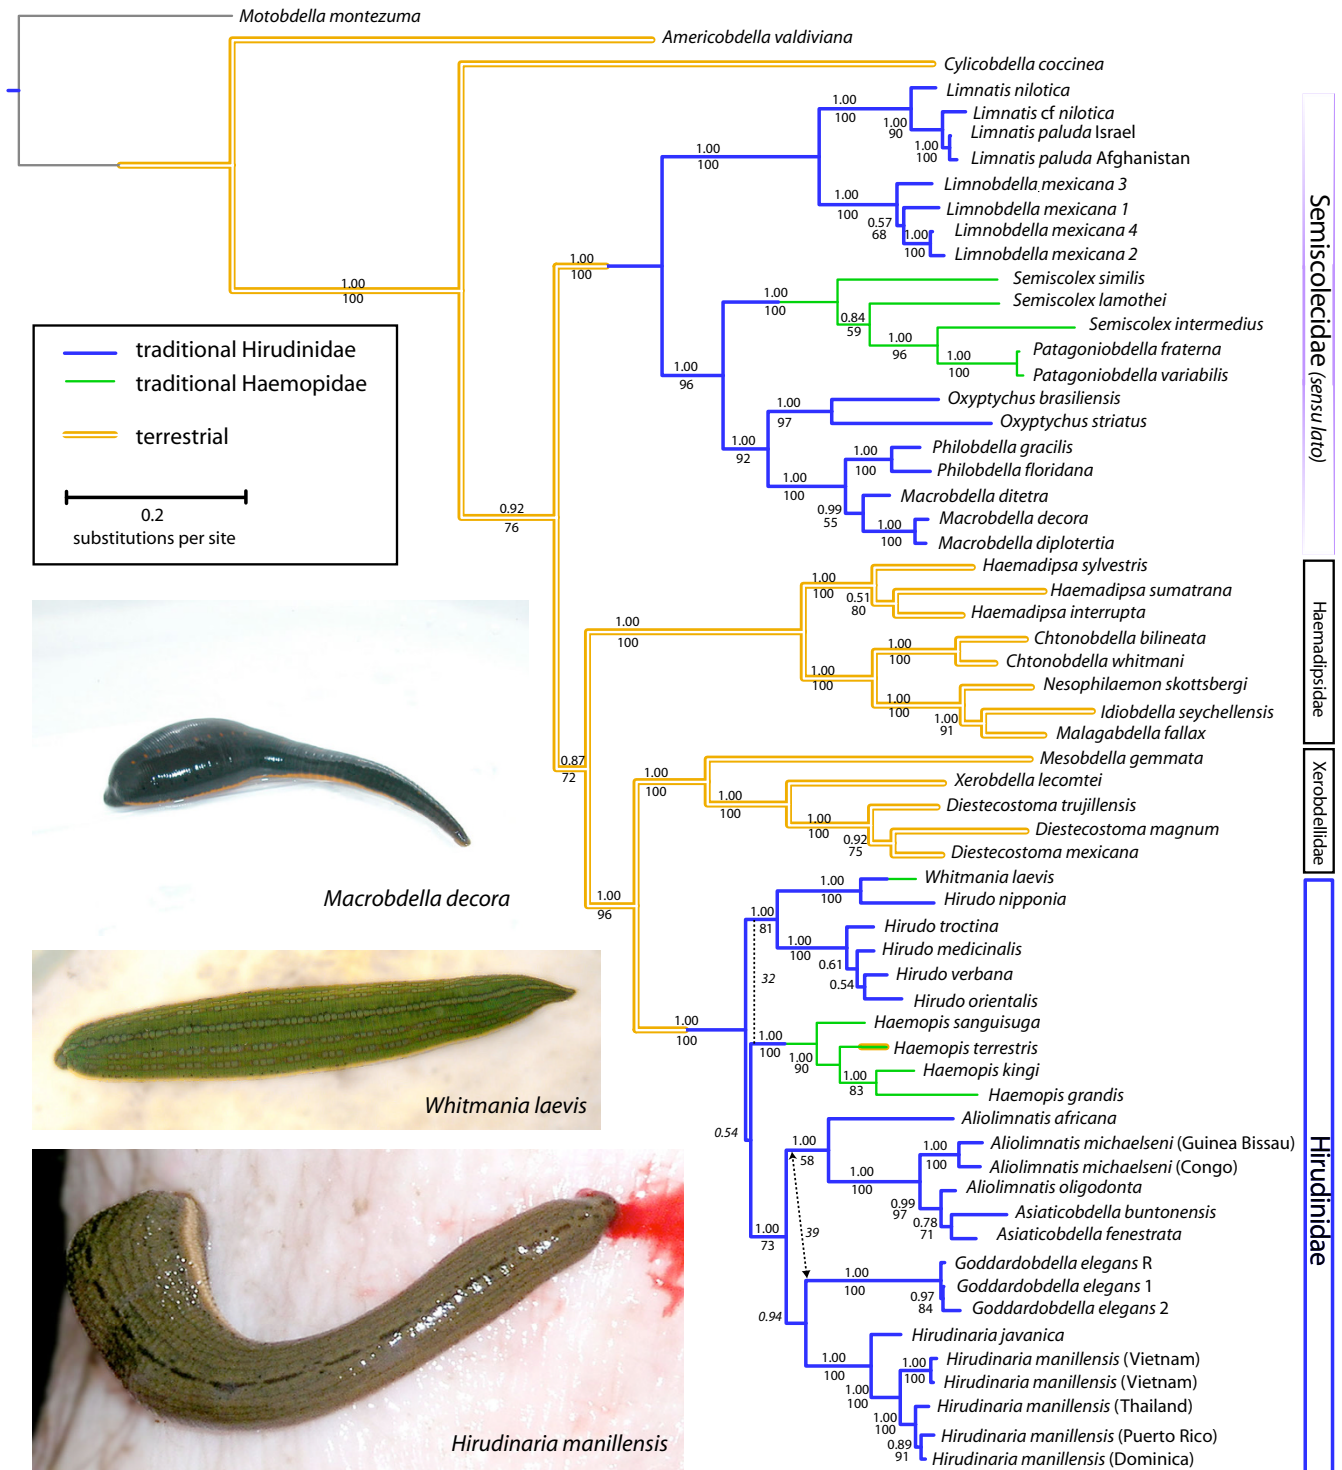 Motobdella montezuma
Americobdella valdiviana
Cylicobdella coccinea
Limnatis nilotica
1.00
100
Limnatis cf nilotica
1.00
90
Limnatis paluda Israel
1.00
100
Limnatis paluda Afghanistan
1.00
100
Limnobdella mexicana 3
1.00
100
Limnobdella mexicana 1
0.57
68
Limnobdella mexicana 4
1.00
100
Limnobdella mexicana 2
1.00
100
Semiscolex similis
1.00
100
Semiscolex lamothei
0.84
59
Semiscolex intermedius
1.00
96
Patagoniobdella fraterna
1.00
100
Patagoniobdella variabilis
1.00
96
Oxyptychus brasiliensis
1.00
97
Oxyptychus striatus
1.00
92
Philobdella gracilis
1.00
100
Philobdella floridana
1.00
100
Macrobdella ditetra
0.99
55
Macrobdella decora
1.00
100
Macrobdella diplotertia
Semiscolecidae (sensu lato)
1.00
100
traditional Hirudinidae
traditional Haemopidae
terrestrial
0.2
substitutions per site
0.92
76
Haemadipsa sylvestris
1.00
100
Haemadipsa sumatrana
0.51
80
Haemadipsa interrupta
1.00
100
Chtonobdella bilineata
1.00
100
Chtonobdella whitmani
1.00
100
Nesophilaemon skottsbergi
1.00
100
Idiobdella seychellensis
1.00
91
Malagabdella fallax
Haemadipsidae
0.87
72
Mesobdella gemmata
1.00
100
Xerobdella lecomtei
1.00
100
Diestecostoma trujillensis
1.00
100
Diestecostoma magnum
0.92
75
Diestecostoma mexicana
Xerobdellidae
1.00
96
Whitmania laevis
1.00
100
Hirudo nipponia
1.00
81
Hirudo troctina
1.00
100
Hirudo medicinalis
0.61
Hirudo verbana
0.54
Hirudo orientalis
32
1.00
100
Haemopis sanguisuga
1.00
100
Haemopis terrestris
1.00
90
Haemopis kingi
1.00
83
Haemopis grandis
0.54
Aliolimnatis africana
1.00
58
Aliolimnatis michaelseni (Guinea Bissau)
1.00
100
Aliolimnatis michaelseni (Congo)
1.00
100
Aliolimnatis oligodonta
0.99
97
Asiaticobdella buntonensis
0.78
71
Asiaticobdella fenestrata
1.00
73
39
Goddardobdella elegans R
1.00
100
Goddardobdella elegans 1
0.97
84
Goddardobdella elegans 2
0.94
Hirudinaria javanica
1.00
100
Hirudinaria manillensis (Vietnam)
1.00
100
Hirudinaria manillensis (Vietnam)
1.00
100
Hirudinaria manillensis (Thailand)
1.00
100
Hirudinaria manillensis (Puerto Rico)
0.89
91
Hirudinaria manillensis (Dominica)
Hirudinidae
Macrobdella decora
Whitmania laevis
Hirudinaria manillensis